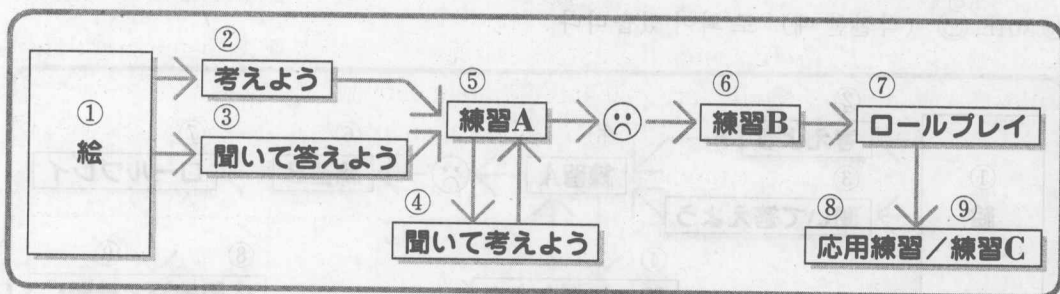 ①
絵
②
考えよう
③
聞いて答えよう
④
聞いて考えよう
⑤
練習A
⑥
練習B
⑦
ロールプレイ
⑧ ⑨
応用練習／練習C